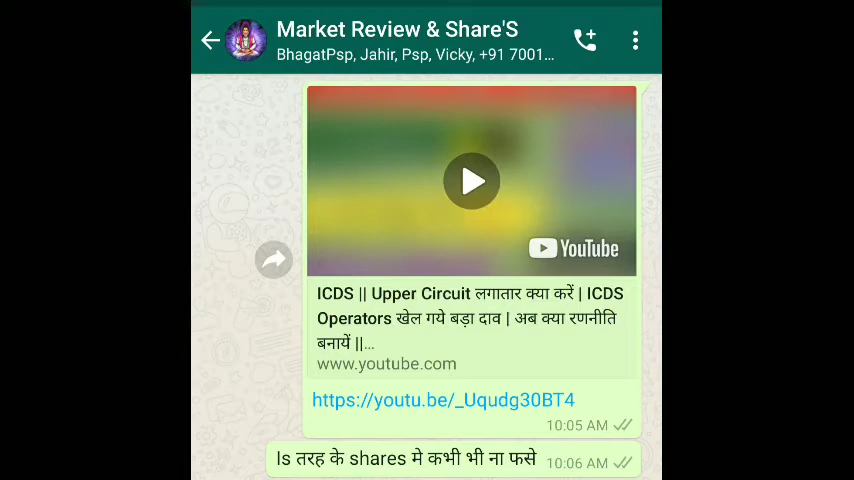 Market Review & Share'S
BhagatPsp, Jahir, Psp, Vicky, +91 7001...
YouTube
ICDS || Upper Circuit लगातार क्या करें | ICDS
Operators खेल गये बड़ा दाव | अब क्या रणनीति
बनायें ||...
www.youtube.com
https://youtu.be/_Uqudg30BT4
10:05 AM
Is तरह के shares मे कभी भी ना फसे
10:06 AM